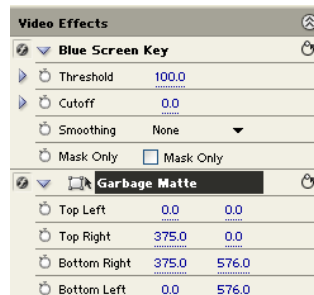 Video Effects
Blue Screen Key
Threshold 100.0
Cutoff 0.0
Smoothing None
Mask Only Mask Only
Garbage Matte
Top Left 0.0 0.0
Top Right 375.0 0.0
Bottom Right 375.0 576.0
Bottom Left 0.0 576.0